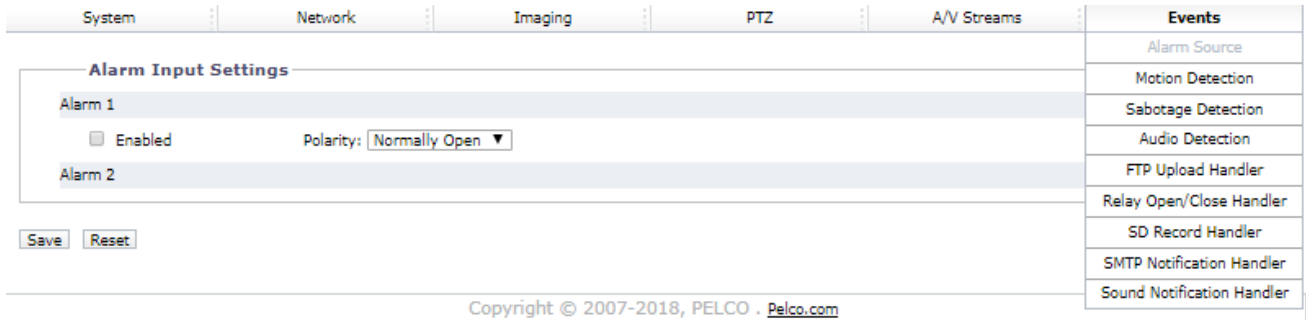 System Network Imaging PTZ A/V Streams Events
Alarm Source
Alarm Input Settings
Motion Detection
Alarm 1
Sabotage Detection
Enabled Polarity: Normally Open ▼
Audio Detection
Alarm 2
FTP Upload Handler
Relay Open/Close Handler
Save Reset
SD Record Handler
SMTP Notification Handler
Sound Notification Handler
Copyright © 2007-2018, PELCO . Pelco.com